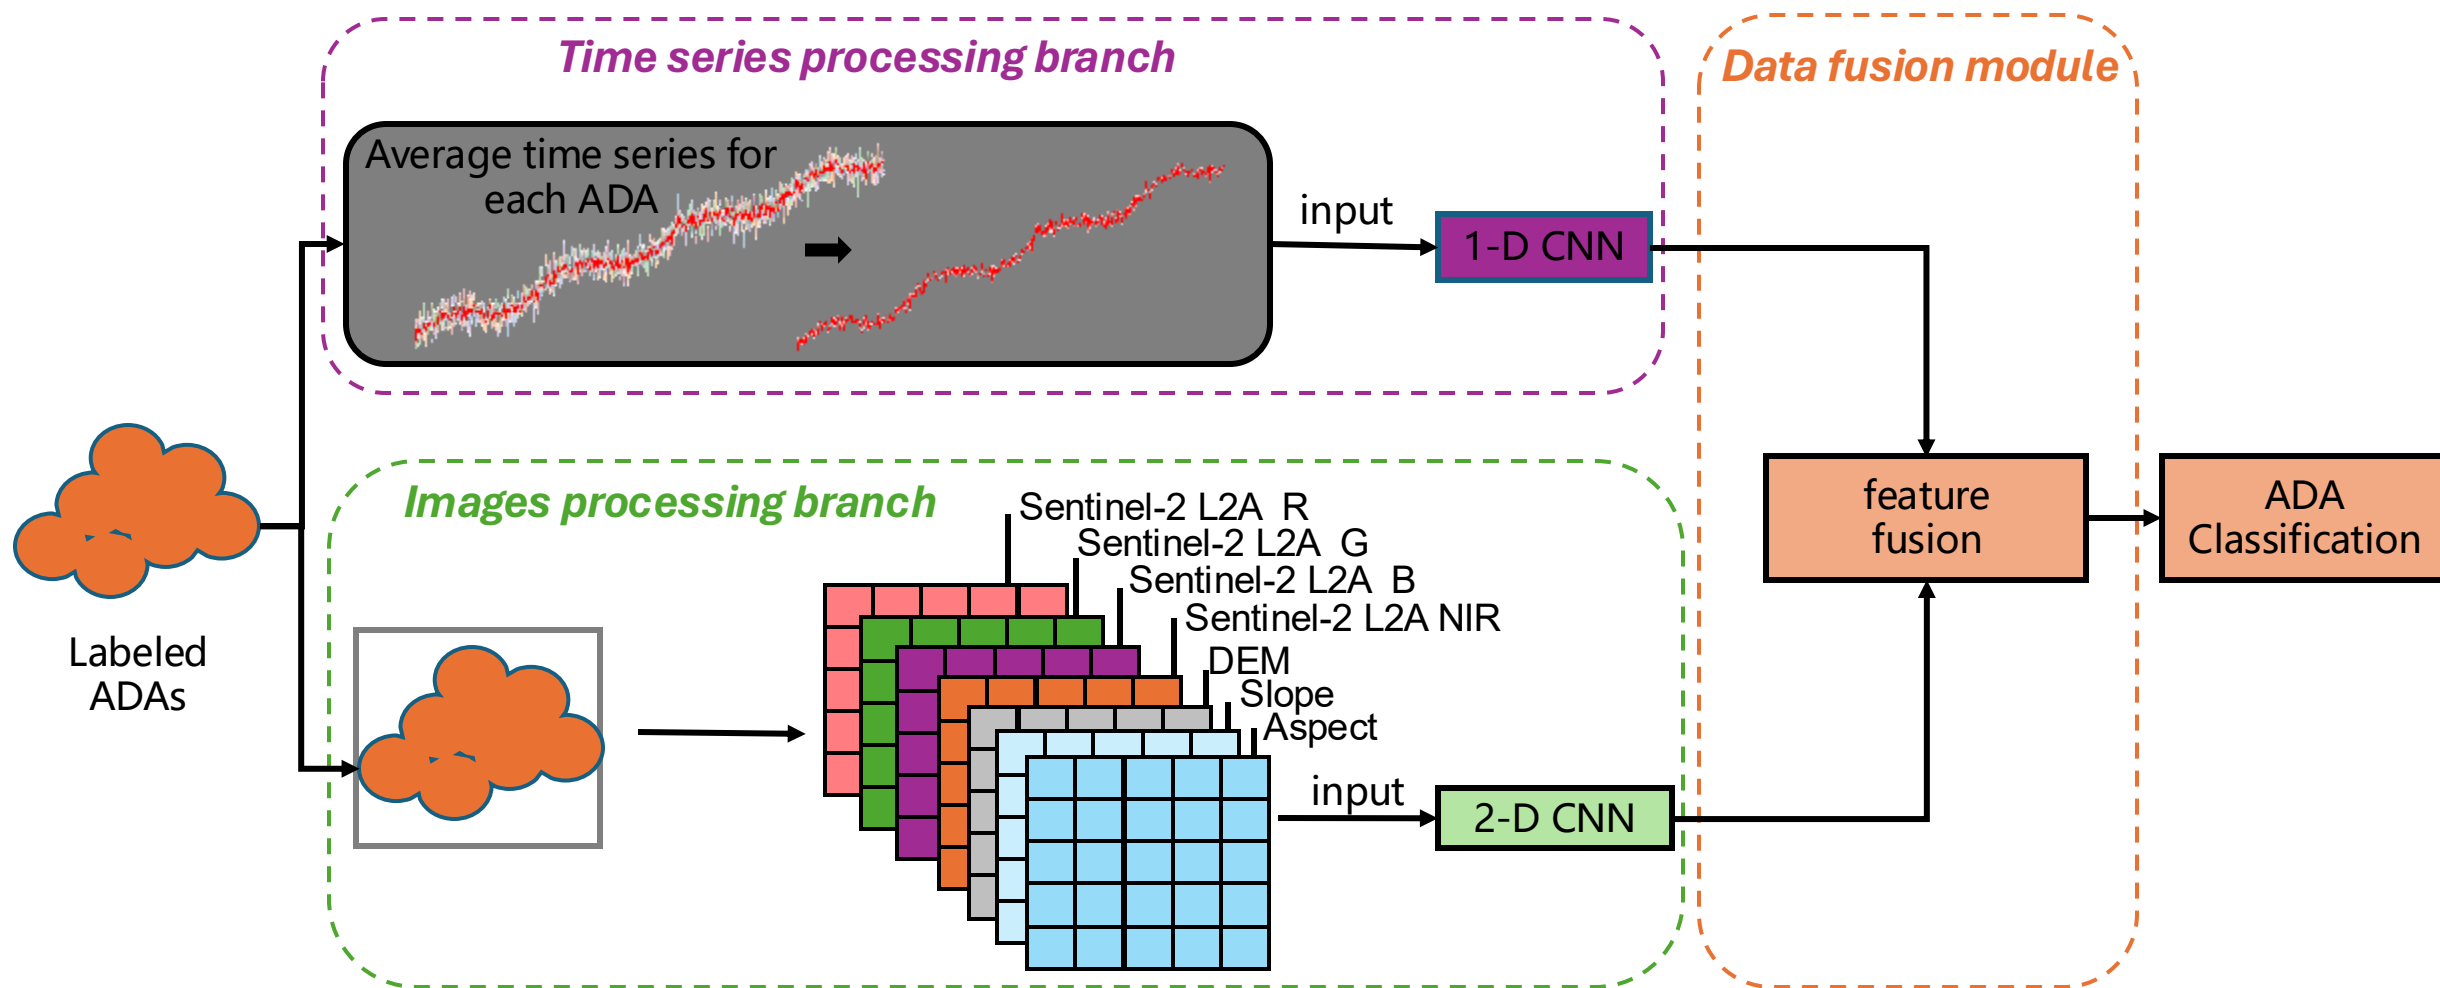 Time series processing branch
Data fusion module
Average time series for
each ADA
input
1-D CNN
Labeled
ADAs
Images processing branch
Sentinel-2 L2A  R
Sentinel-2 L2A  G
Sentinel-2 L2A  B
Sentinel-2 L2A NIR
DEM
Slope
Aspect
input
2-D CNN
feature
fusion
ADA
Classification